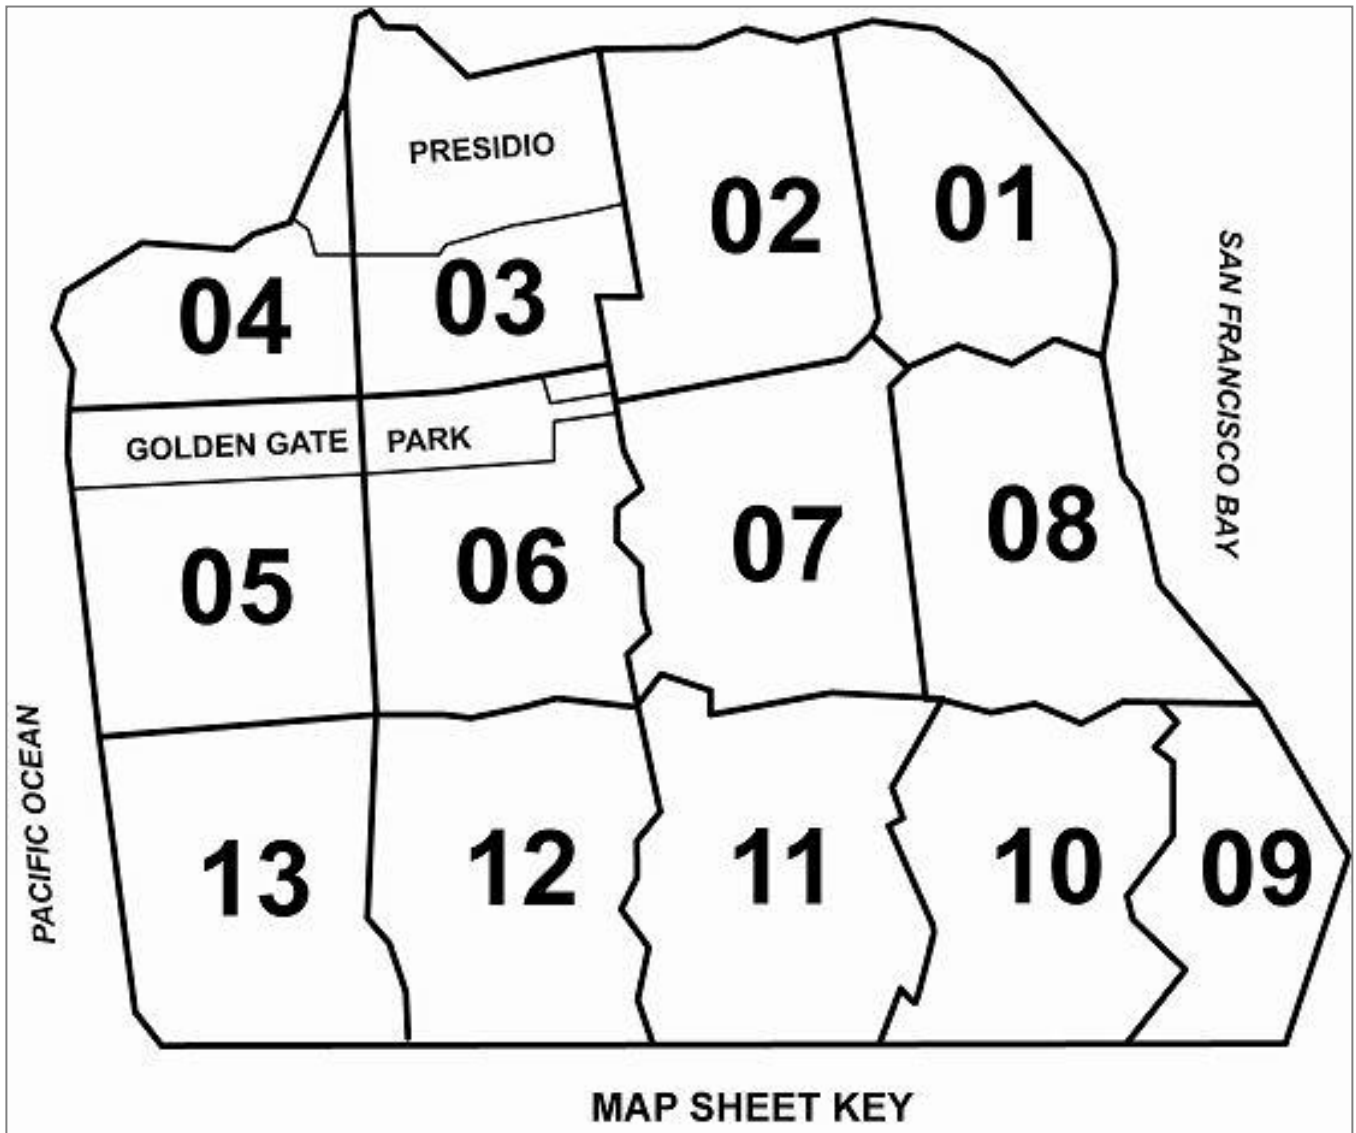 PRESIDIO
02
01
04
03
SAN FRANCISCO BAY
GOLDEN GATE PARK
05
06
07
08
PACIFIC OCEAN
13
12
11
10
09
MAP SHEET KEY